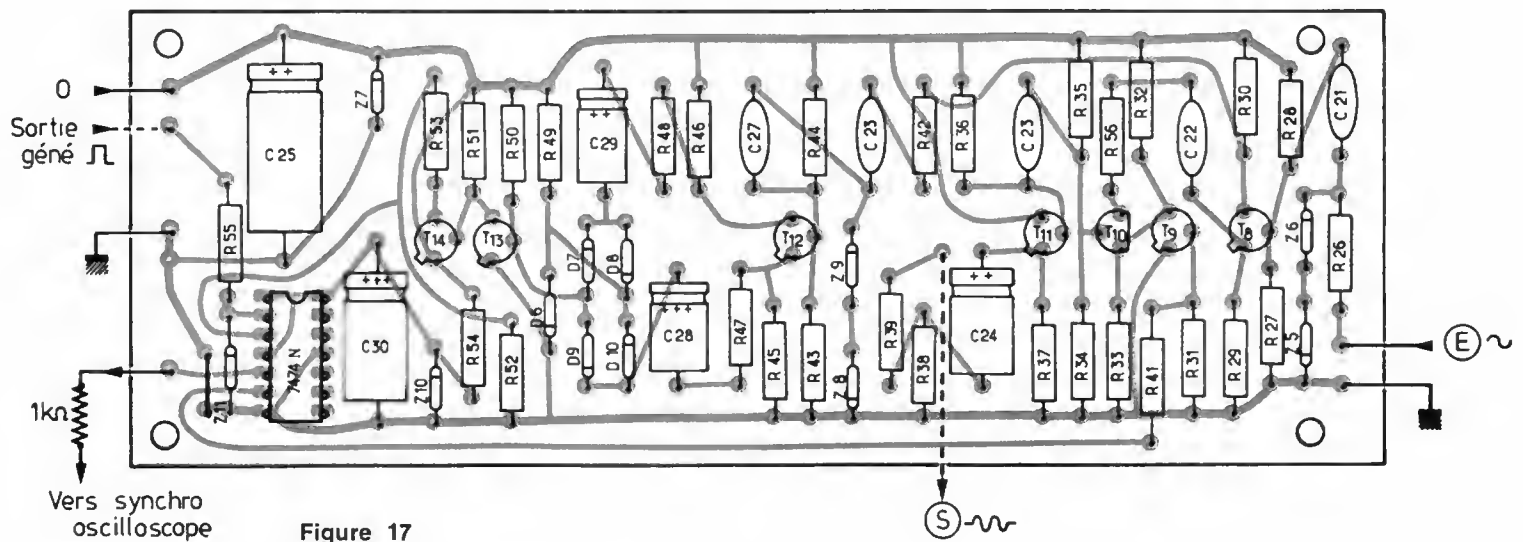 O
Sortie
géné
C25
Z7
R55
R53
R51
R50
R49
C29
R48
R46
C27
R44
C23
R42
R36
C23
R35
R56
R32
C22
R30
R28
C21
T14
T13
D7
D8
T12
Z9
T11
T10
T9
T8
Z6
R26
7474 N
Z11
C30
Z10
R54
R52
D6
D9
D10
C28
R47
R45
R43
Z8
R39
R38
C24
R37
R34
R33
R41
R31
R29
R27
Z5
E
1kΩ
Vers synchro
oscilloscope
Figure 17
S